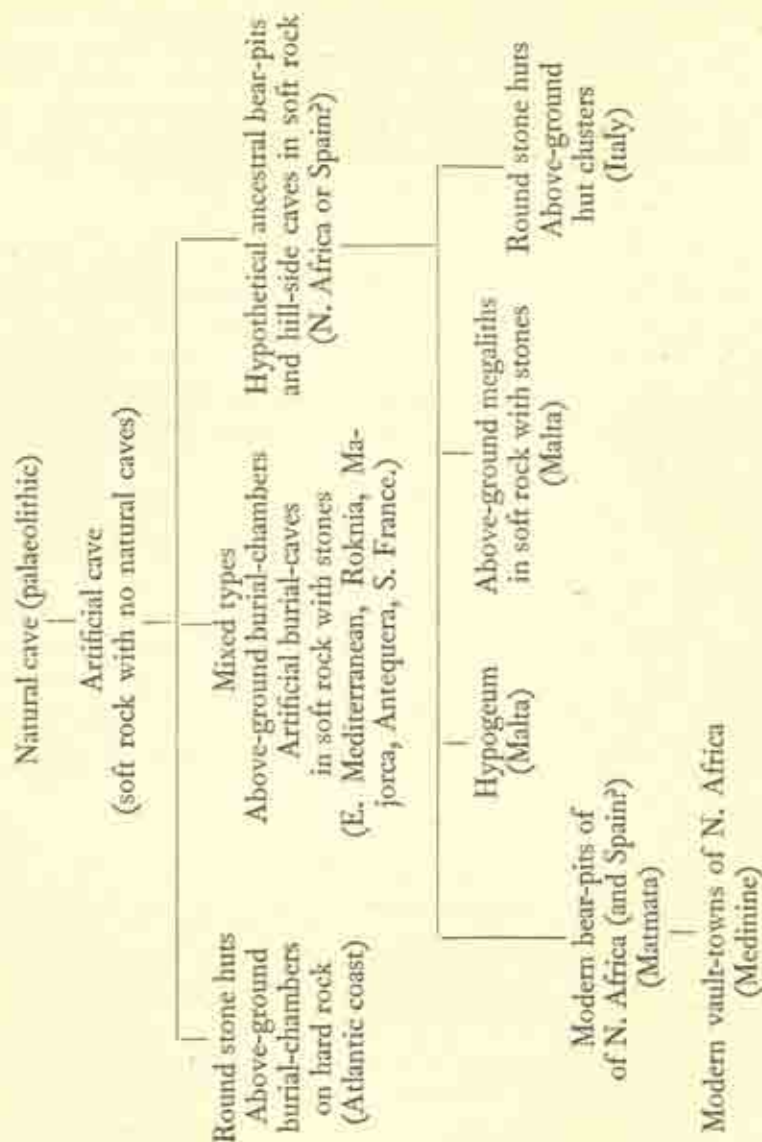 Natural cave (palaeolithic)
Artificial cave
(soft rock with no natural caves)
Round stone huts
Above-ground
burial-chambers
on hard rock
(Atlantic coast)
Mixed types
Above-ground burial-chambers
Artificial burial-caves
in soft rock with stones
(E. Mediterranean, Roknia, Ma-
jorca, Antequera, S. France.)
Hypothetical ancestral bear-pits
and hill-side caves in soft rock
(N. Africa or Spain?)
Modern bear-pits of
of N. Africa (and Spain?)
(Matmata)
Hypogeum
(Malta)
Above-ground megaliths
in soft rock with stones
(Malta)
Round stone huts
Above-ground
hut clusters
(Italy)
Modern vault-towns of N. Africa
(Medinine)